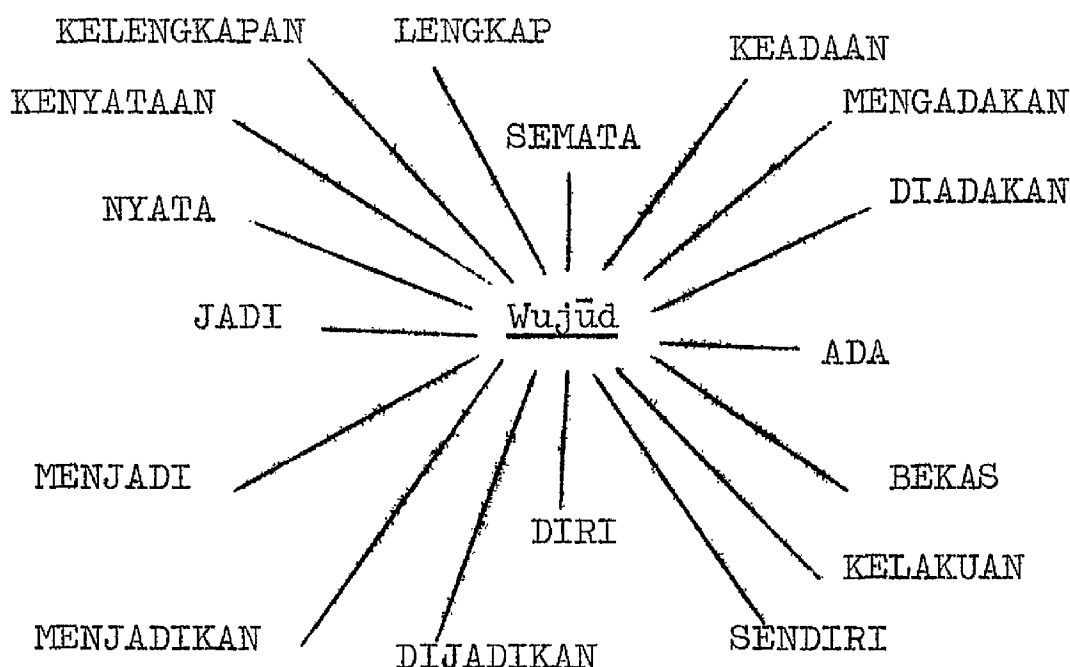 KELENGKAPAN LENGKAP KEADAAN
KENYATAAN MENGADAKAN
SEMATA
NYATA DIADAKAN
JADI Wujūd ADA
MENJADI BEKAS
DIRI
KELAKUAN
MENJADIKAN DIJADIKAN SENDIRI